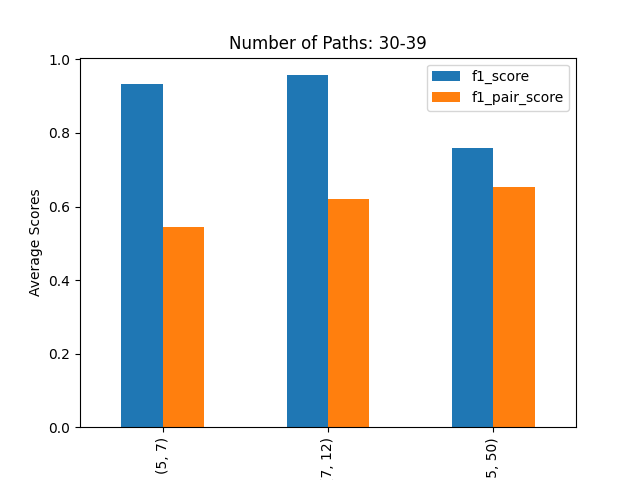 Number of Paths: 30-39
f1_score
f1_pair_score
Average Scores
1.0
0.8
0.6
0.4
0.2
0.0
(5, 7)
7, 12)
5, 50)